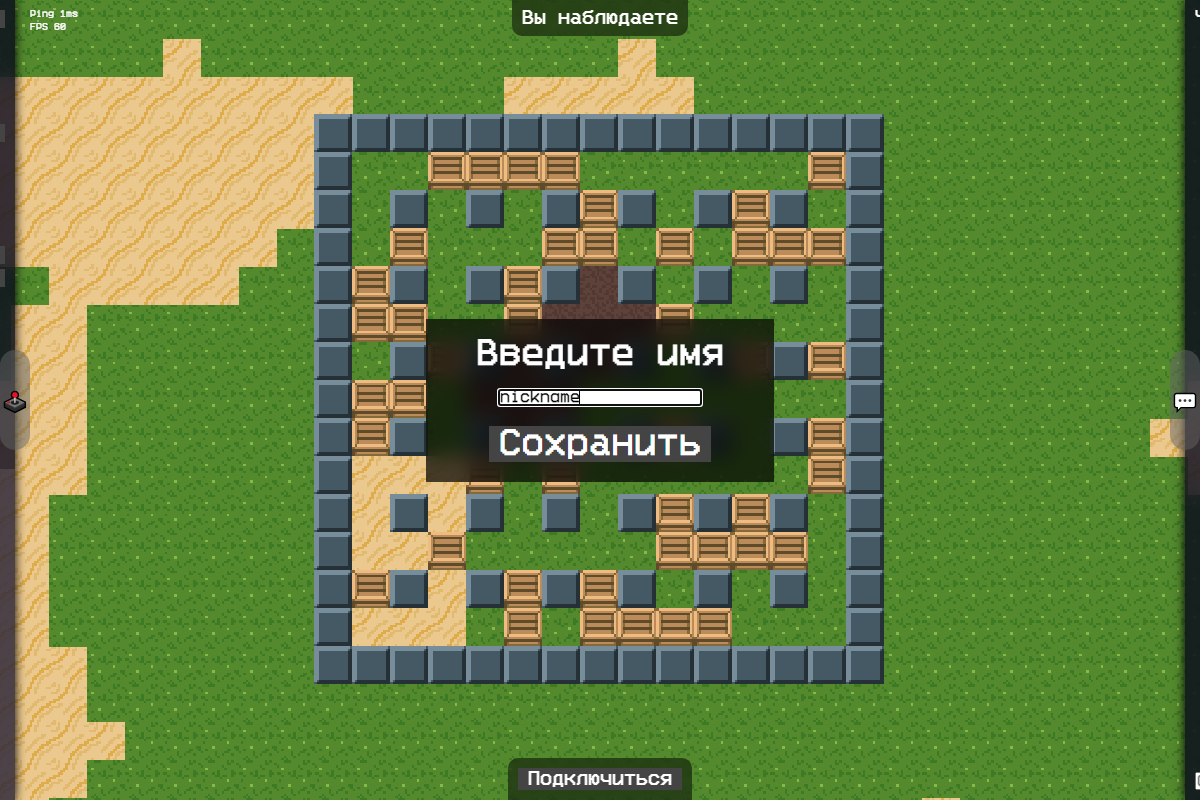 Ping 1ms
FPS 60
Вы наблюдаете
Введите имя
nickname
Сохранить
Подключиться